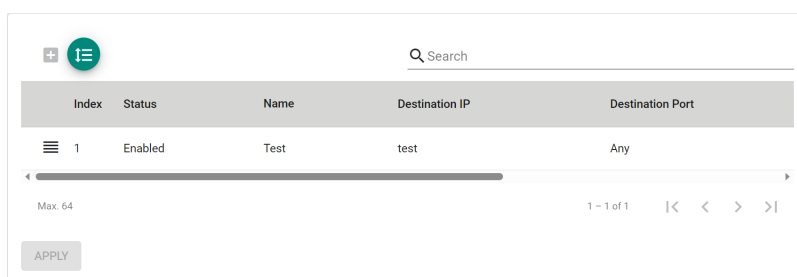 Search
Index Status Name Destination IP Destination Port
1 Enabled Test test Any
Max. 64 1 – 1 of 1
APPLY